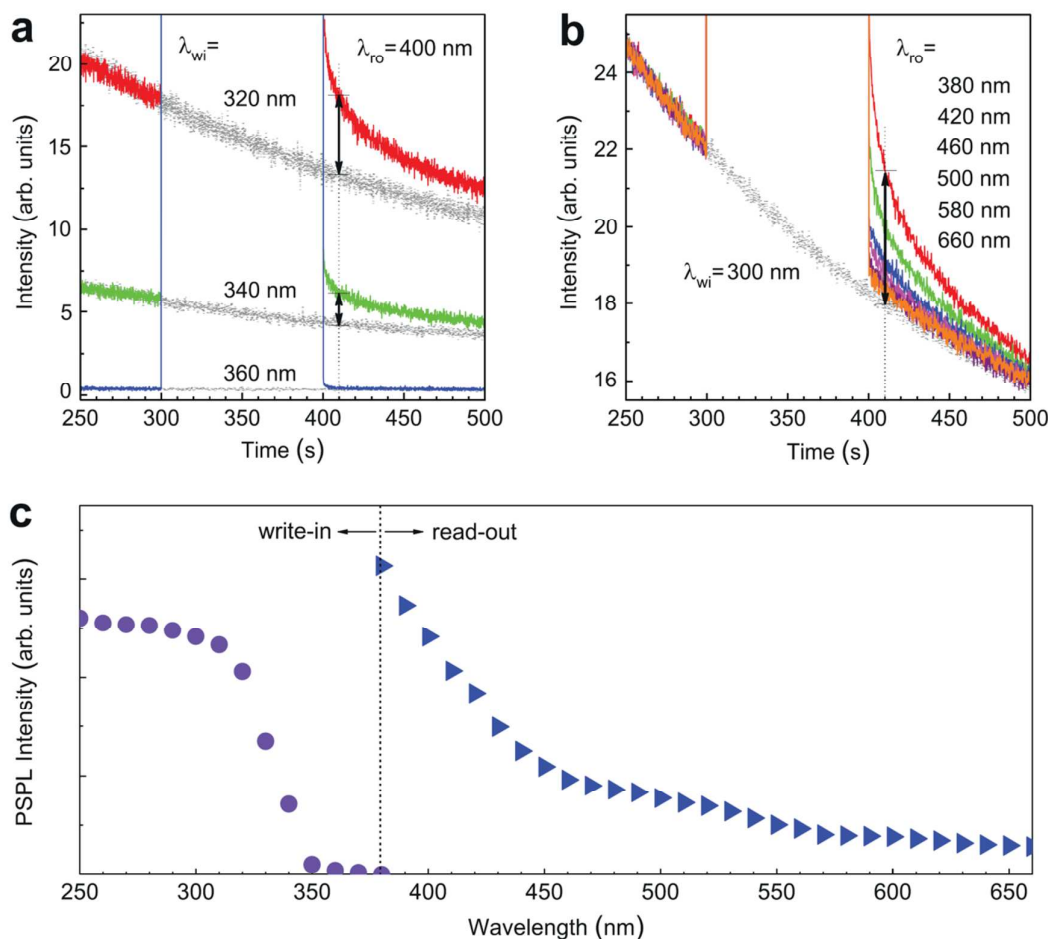 a
λwi=
λro=400 nm
320 nm
340 nm
360 nm
Intensity (arb. units)
20
15
10
5
0
250 300 350 400 450 500
Time (s)
b
λro=
380 nm
420 nm
460 nm
500 nm
580 nm
660 nm
λwi=300 nm
Intensity (arb. units)
24
22
20
18
16
250 300 350 400 450 500
Time (s)
c
write-in
read-out
PSPL Intensity (arb. units)
250 300 350 400 450 500 550 600 650
Wavelength (nm)